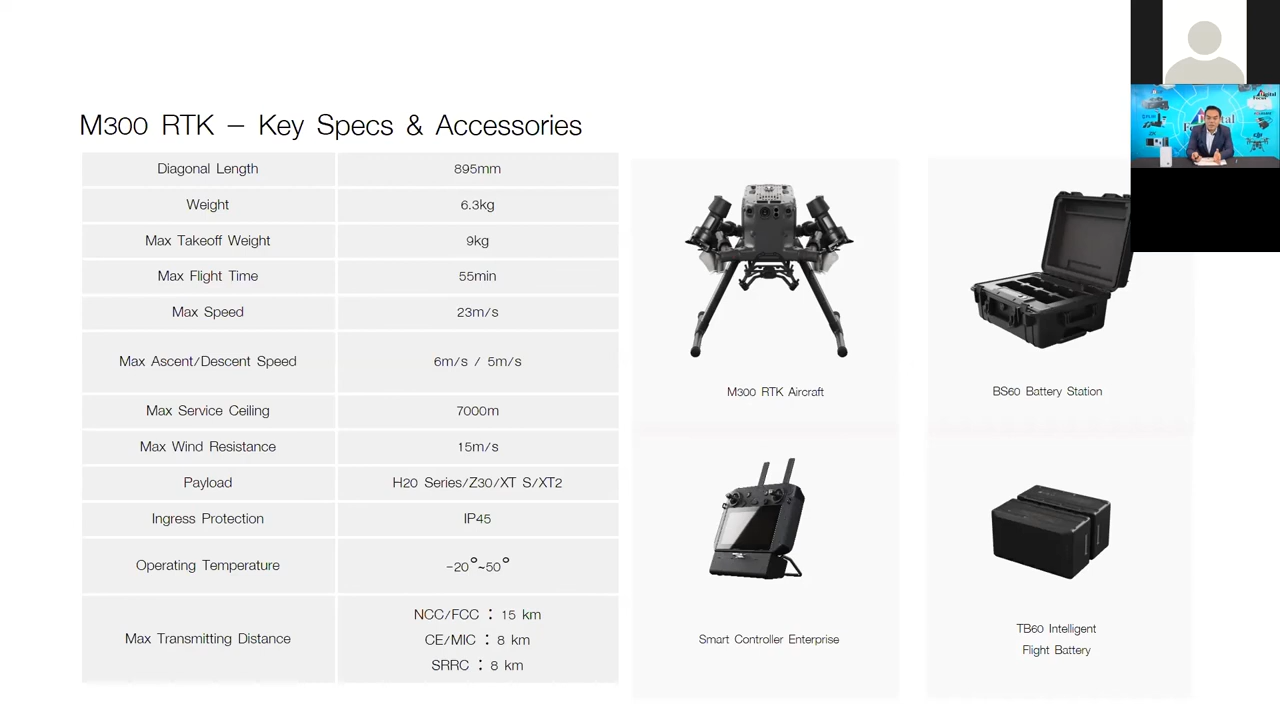 M300 RTK – Key Specs & Accessories
Diagonal Length 895mm
Weight 6.3kg
Max Takeoff Weight 9kg
Max Flight Time 55min
Max Speed 23m/s
Max Ascent/Descent Speed 6m/s / 5m/s
Max Service Ceiling 7000m
Max Wind Resistance 15m/s
Payload H20 Series/Z30/XT S/XT2
Ingress Protection IP45
Operating Temperature -20°~50°
Max Transmitting Distance
NCC/FCC : 15 km
CE/MIC : 8 km
SRRC : 8 km
M300 RTK Aircraft
BS60 Battery Station
Smart Controller Enterprise
TB60 Intelligent
Flight Battery